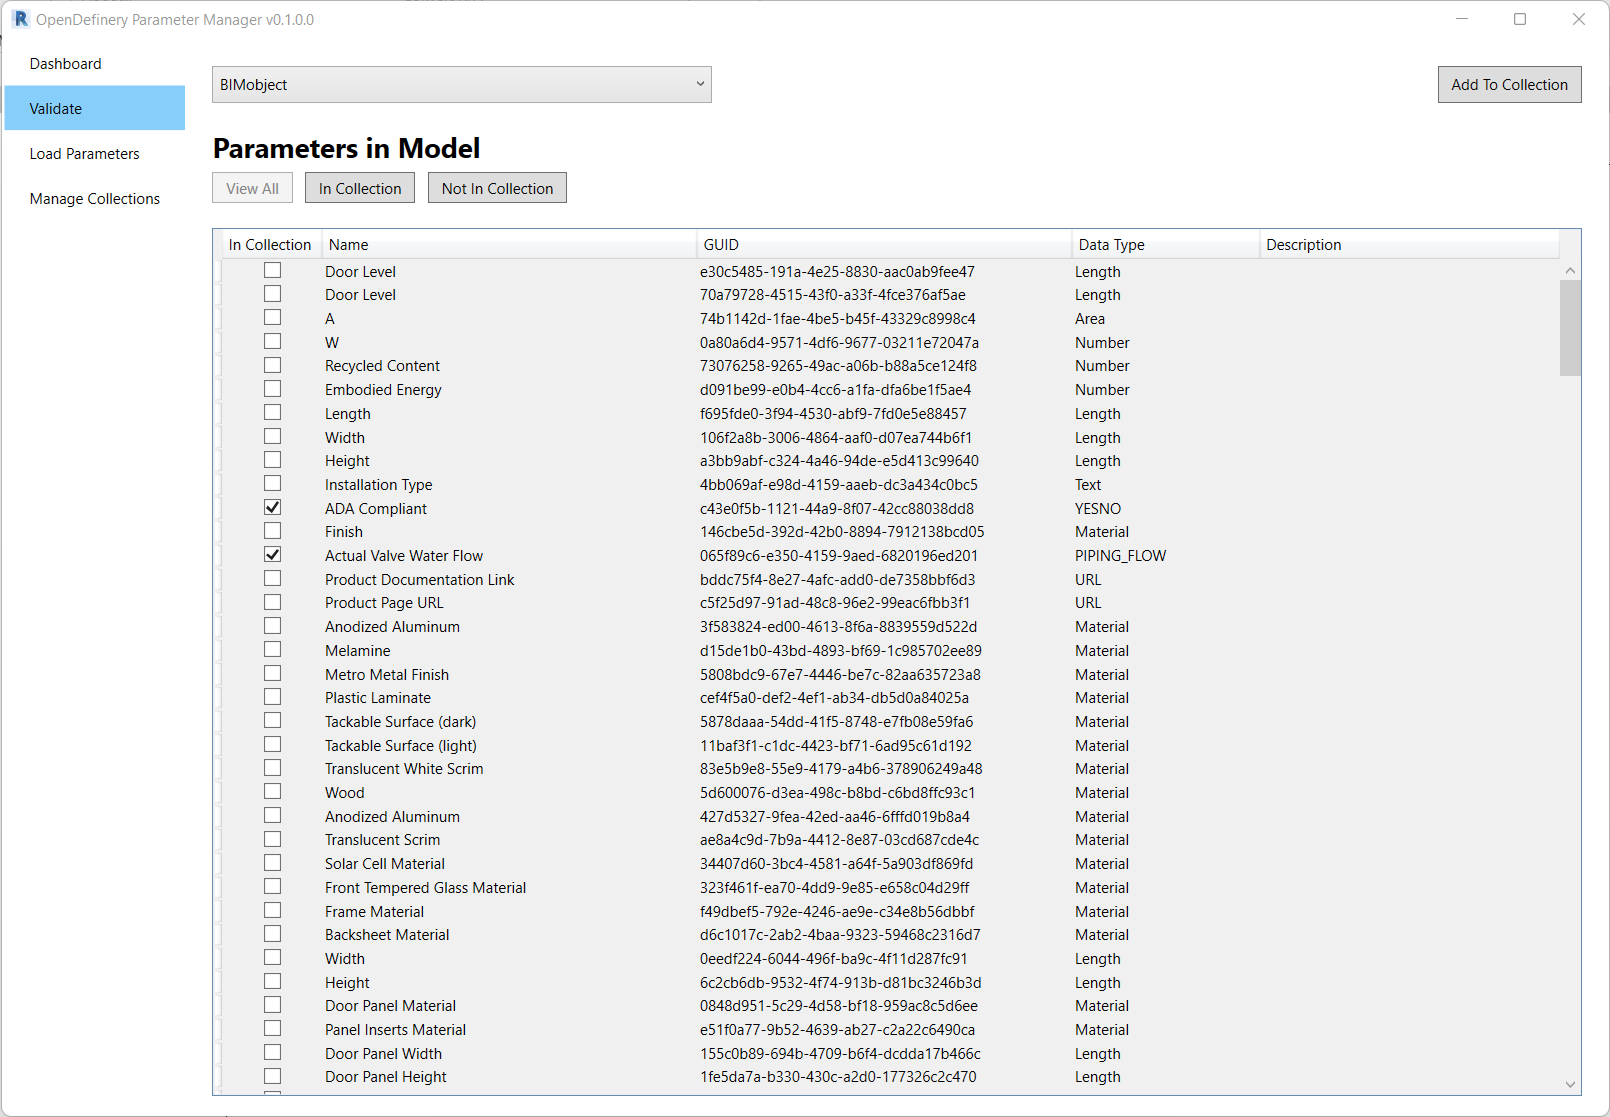 R OpenDefinery Parameter Manager v0.1.0.0
Dashboard
Validate
Load Parameters
Manage Collections
BIMobject
Add To Collection
Parameters in Model
View All In Collection Not In Collection
In Collection Name GUID Data Type Description
Door Level e30c5485-191a-4e25-8830-aac0ab9fee47 Length
Door Level 70a79728-4515-43f0-a33f-4fce376af5ae Length
A 74b1142d-1fae-4be5-b45f-43329c8998c4 Area
W 0a80a6d4-9571-4df6-9677-03211e72047a Number
Recycled Content 73076258-9265-49ac-a06b-b88a5ce124f8 Number
Embodied Energy d091be99-e0b4-4cc6-a1fa-dfa6be1f5ae4 Number
Length f695fde0-3f94-4530-abf9-7fd0e5e88457 Length
Width 106f2a8b-3006-4864-aaf0-d07ea744b6f1 Length
Height a3bb9abf-c324-4a46-94de-e5d413c99640 Length
Installation Type 4bb069af-e98d-4159-aaeb-dc3a434c0bc5 Text
ADA Compliant c43e0f5b-1121-44a9-8f07-42cc88038dd8 YESNO
Finish 146cbe5d-392d-42b0-8894-7912138bcd05 Material
Actual Valve Water Flow 065f89c6-e350-4159-9aed-6820196ed201 PIPING_FLOW
Product Documentation Link bddc75f4-8e27-4afc-add0-de7358bbf6d3 URL
Product Page URL c5f25d97-91ad-48c8-96e2-99eac6fbb3f1 URL
Anodized Aluminum 3f583824-ed00-4613-8f6a-8839559d522d Material
Melamine d15de1b0-43bd-4893-bf69-1c985702ee89 Material
Metro Metal Finish 5808bdc9-67e7-4446-be7c-82aa635723a8 Material
Plastic Laminate cef4f5a0-def2-4ef1-ab34-db5d0a84025a Material
Tackable Surface (dark) 5878daaa-54dd-41f5-8748-e7fb08e59fa6 Material
Tackable Surface (light) 11baf3f1-c1dc-4423-bf71-6ad95c61d192 Material
Translucent White Scrim 83e5b9e8-55e9-4179-a4b6-378906249a48 Material
Wood 5d600076-d3ea-498c-b8bd-c6bd8ffc93c1 Material
Anodized Aluminum 427d5327-9fea-42ed-aa46-6fffd019b8a4 Material
Translucent Scrim ae8a4c9d-7b9a-4412-8e87-03cd687cde4c Material
Solar Cell Material 34407d60-3bc4-4581-a64f-5a903df869fd Material
Front Tempered Glass Material 323f461f-ea70-4dd9-9e85-e658c04d29ff Material
Frame Material f49dbef5-792e-4246-ae9e-c34e8b56dbbf Material
Backsheet Material d6c1017c-2ab2-4baa-9323-59468c2316d7 Material
Width 0eedf224-6044-496f-ba9c-4f11d287fc91 Length
Height 6c2cb6db-9532-4f74-913b-d81bc3246b3d Length
Door Panel Material 0848d951-5c29-4d58-bf18-959ac8c5d6ee Material
Panel Inserts Material e51f0a77-9b52-4639-ab27-c2a22c6490ca Material
Door Panel Width 155c0b89-694b-4709-b6f4-dcdda17b466c Length
Door Panel Height 1fe5da7a-b330-430c-a2d0-177326c2c470 Length